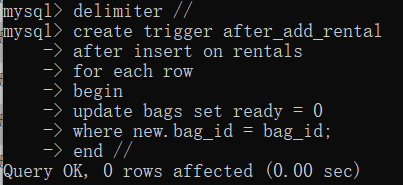 mysql> delimiter //
mysql> create trigger after_add_rental
    -> after insert on rentals
    -> for each row
    -> begin
    -> update bags set ready = 0
    -> where new.bag_id = bag_id;
    -> end //
Query OK, 0 rows affected (0.00 sec)